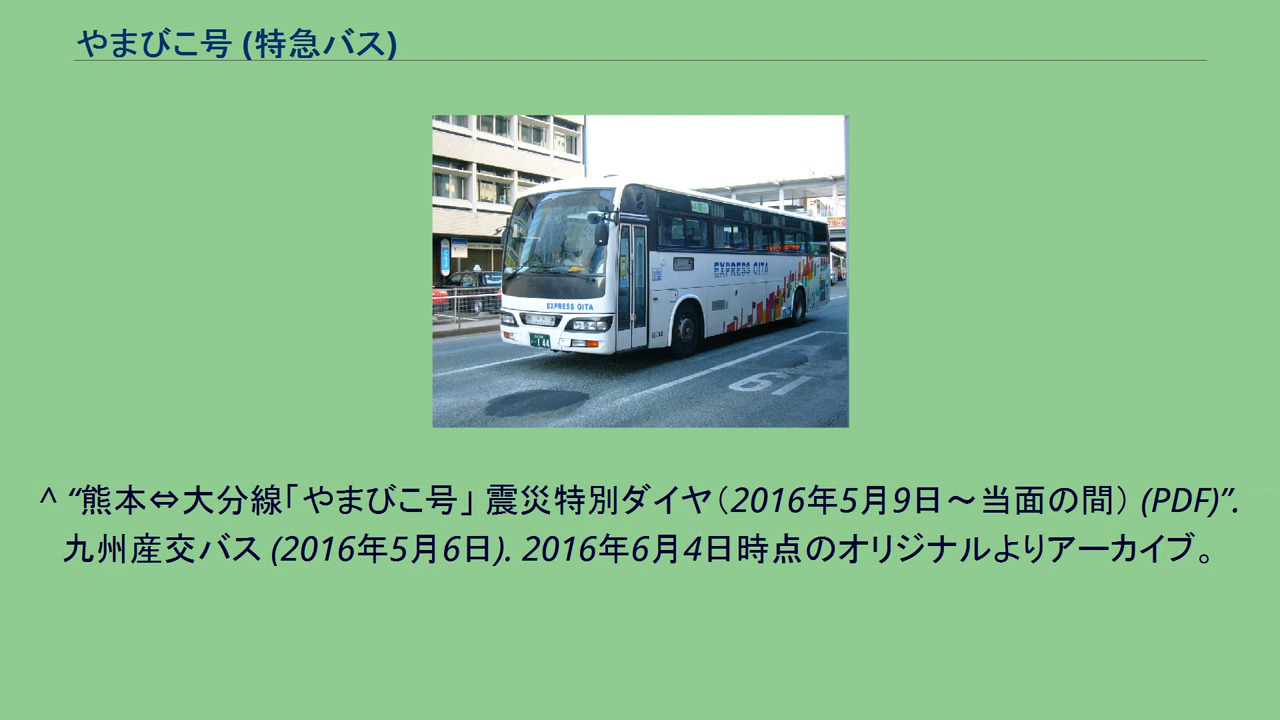 やまびこ号 (特急バス)
EXPRESS OITA
EXPRESS OITA
144
61
^ “熊本⇔大分線「やまびこ号」 震災特別ダイヤ（2016年5月9日～当面の間） (PDF)”.
九州産交バス (2016年5月6日). 2016年6月4日時点のオリジナルよりアーカイブ。